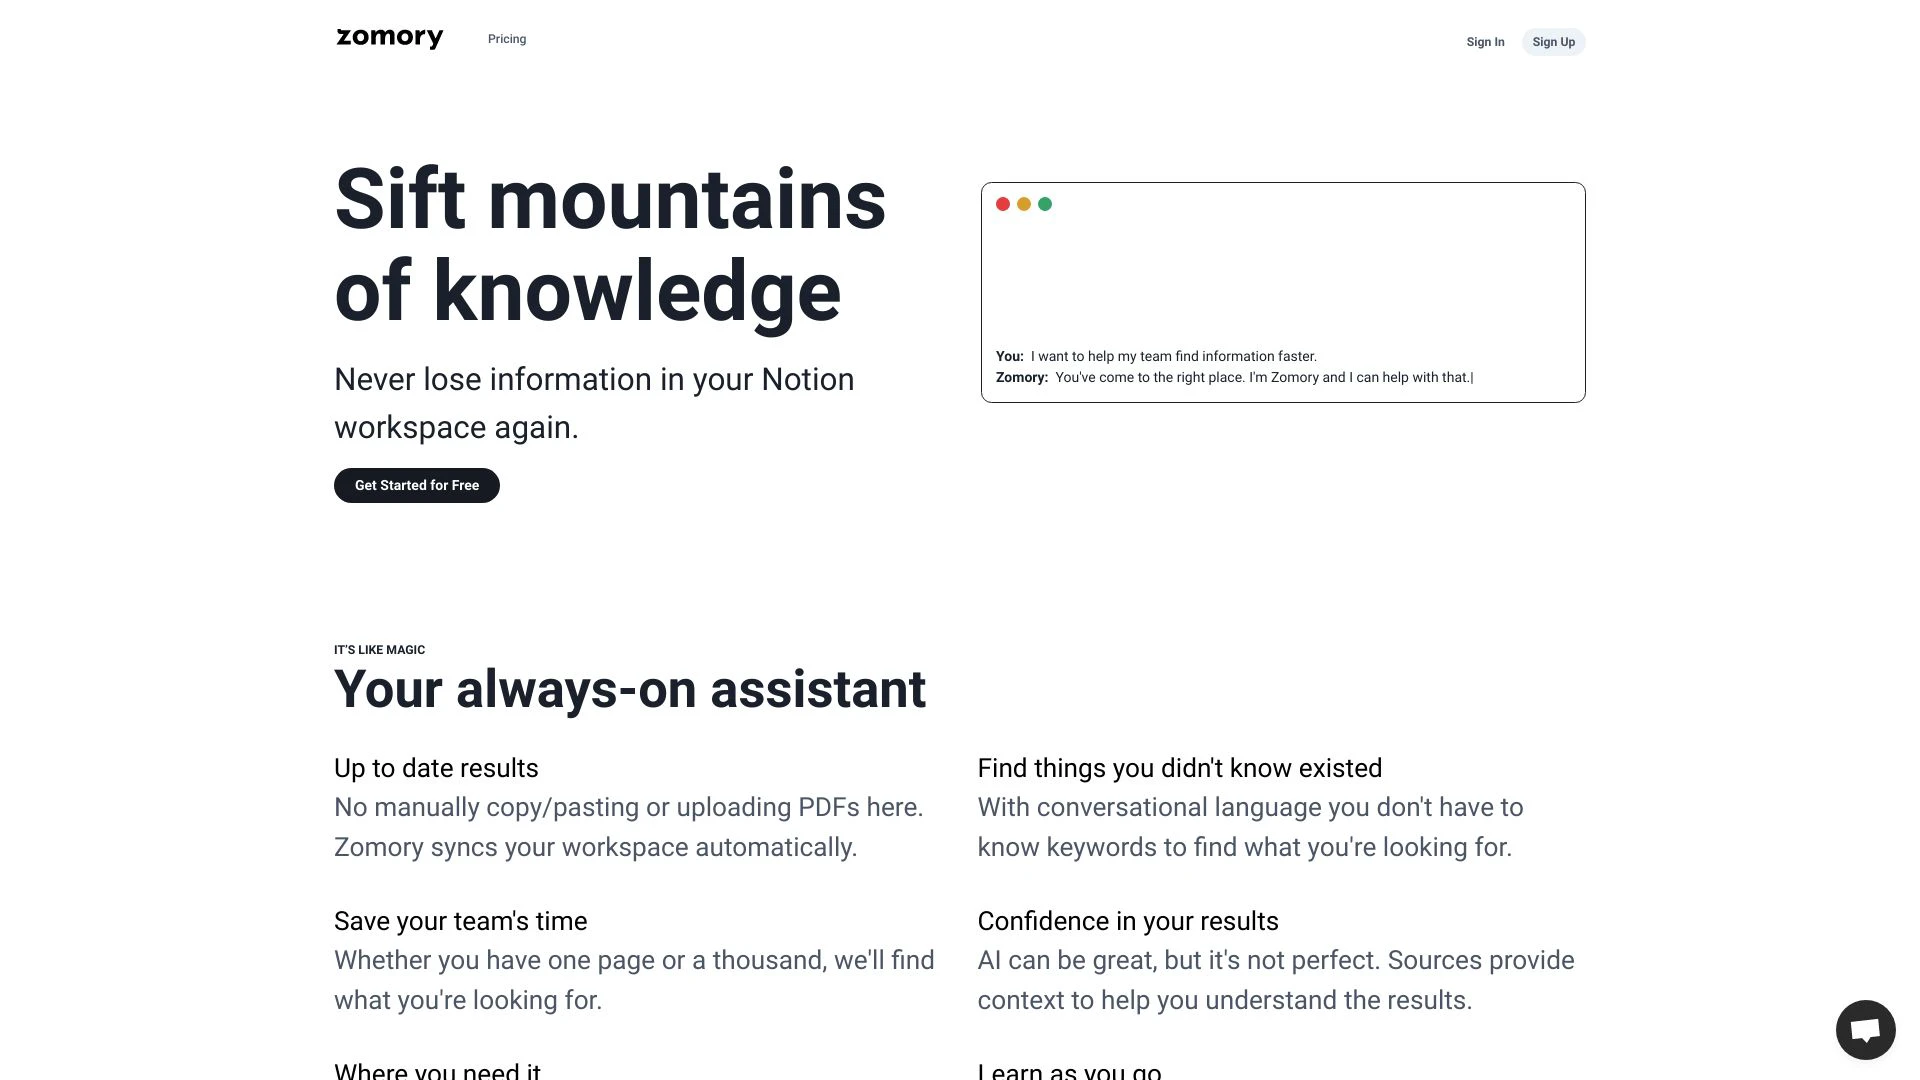 zomory
Pricing
Sign In
Sign Up
Sift mountains
of knowledge
Never lose information in your Notion
workspace again.
Get Started for Free
You: I want to help my team find information faster.
Zomory: You've come to the right place. I'm Zomory and I can help with that.|
IT'S LIKE MAGIC
Your always-on assistant
Up to date results
No manually copy/pasting or uploading PDFs here.
Zomory syncs your workspace automatically.
Find things you didn't know existed
With conversational language you don't have to
know keywords to find what you're looking for.
Save your team's time
Whether you have one page or a thousand, we'll find
what you're looking for.
Confidence in your results
AI can be great, but it's not perfect. Sources provide
context to help you understand the results.
Where you need it
Learn as you go